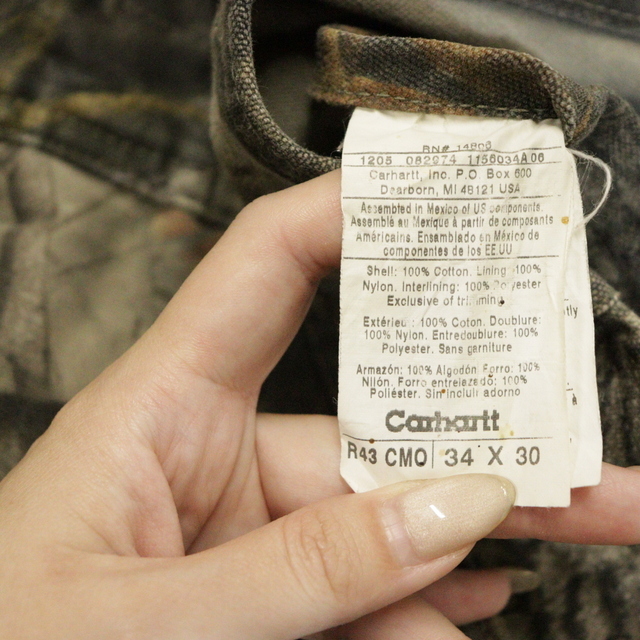 RN# 14806
1205 082974 1156034A06
Carhartt, Inc. P.O. Box 600
Dearborn, MI 48121 USA
Assembled in Mexico of US components.
Assemblé au Mexique à partir de composants
Américains. Ensamblado en México de
componentes de los EE.UU
Shell: 100% Cotton. Lining 100%
Nylon. Interlining: 100% Polyester
Exclusive of trimming
Extérieu : 100% Coton. Doublure:
100% Nylon. Entredoublure: 100%
Polyester. Sans garniture
Armazón: 100% Algodón Forro: 100%
Nilón. Forro entrelazado: 100%
Poliéster. Sin incluir adorno
Carhartt
R43 CMO 34 X 30